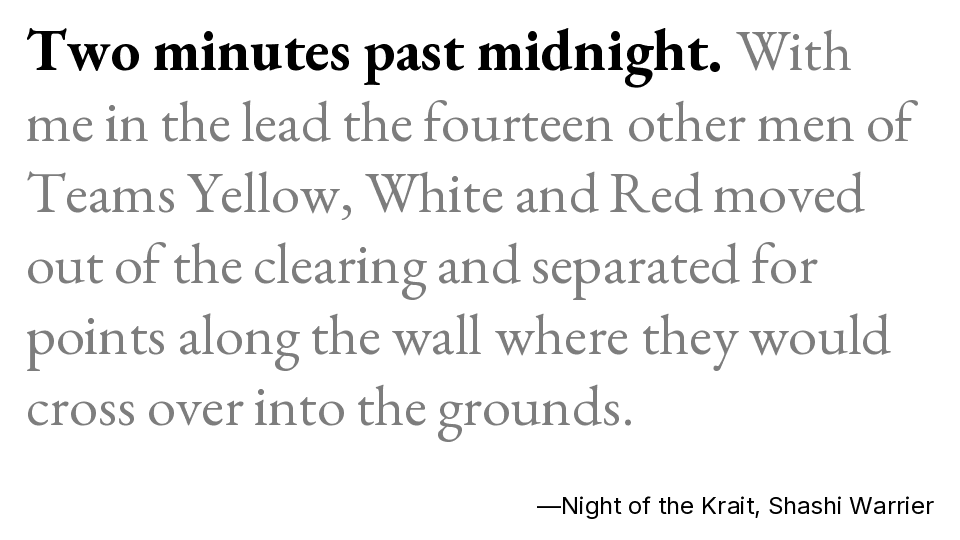 Two minutes past midnight. With
me in the lead the fourteen other men of
Teams Yellow, White and Red moved
out of the clearing and separated for
points along the wall where they would
cross over into the grounds.
—Night of the Krait, Shashi Warrier